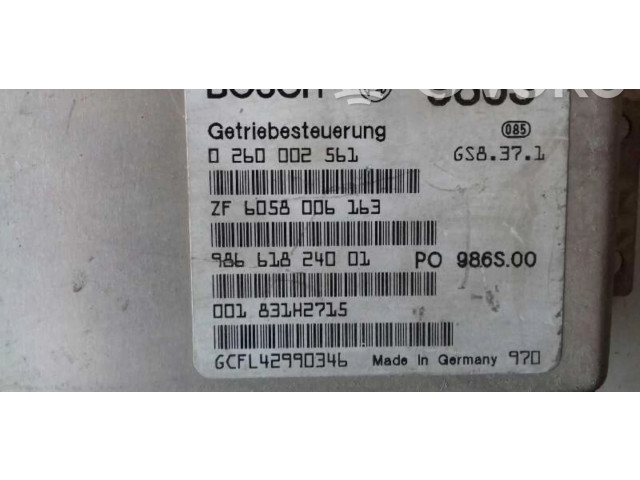 BOSCH
Getriebesteuerung 085
0 260 002 561 GS8.37.1
ZF 6058 006 163
986 618 240 01 PO 986S.00
001 831H2715
GCFL42990346 Made In Germany 970